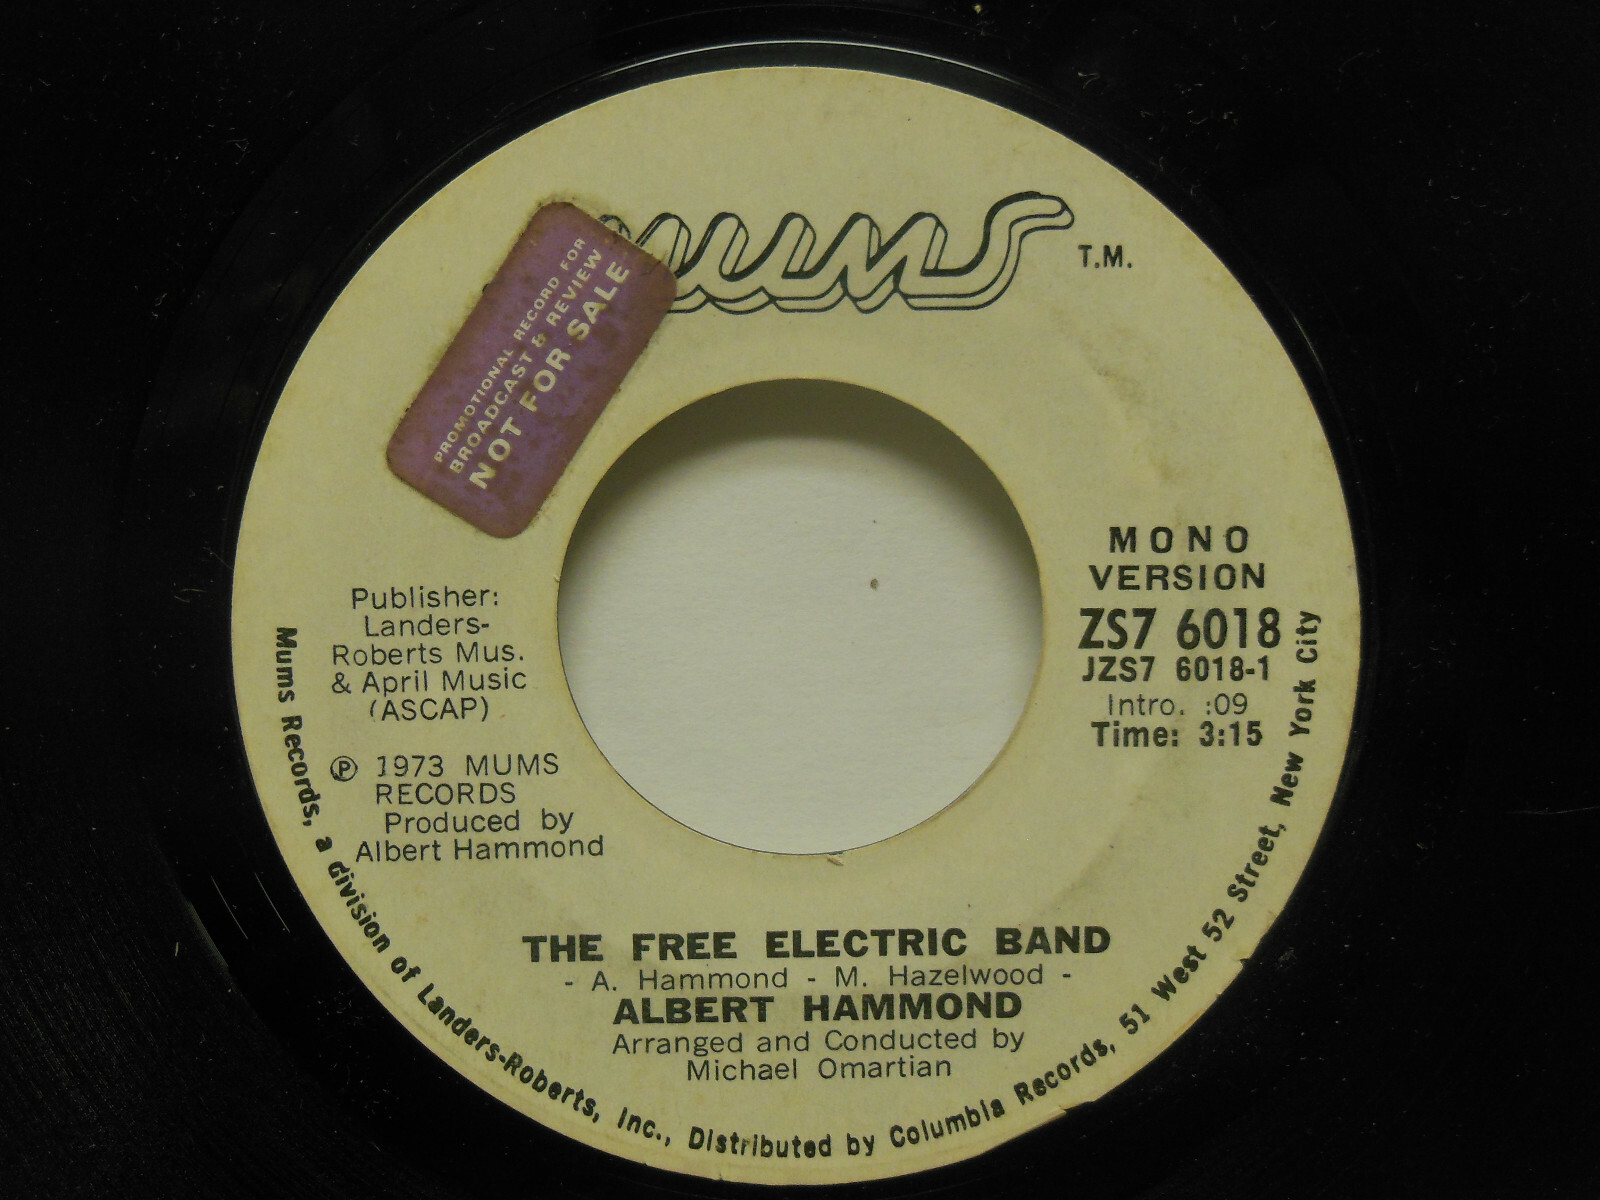 mums T.M.
PROMOTIONAL RECORD FOR
BROADCAST & REVIEW
NOT FOR SALE
MONO
VERSION
ZS7 6018
JZS7 6018-1
Intro. :09
Time: 3:15
Publisher:
Landers-
Roberts Mus.
& April Music
(ASCAP)
℗ 1973 MUMS
RECORDS
Produced by
Albert Hammond
THE FREE ELECTRIC BAND
- A. Hammond - M. Hazelwood -
ALBERT HAMMOND
Arranged and Conducted by
Michael Omartian
Mums Records, a division of Landers-Roberts, Inc., Distributed by Columbia Records, 51 West 52 Street, New York City